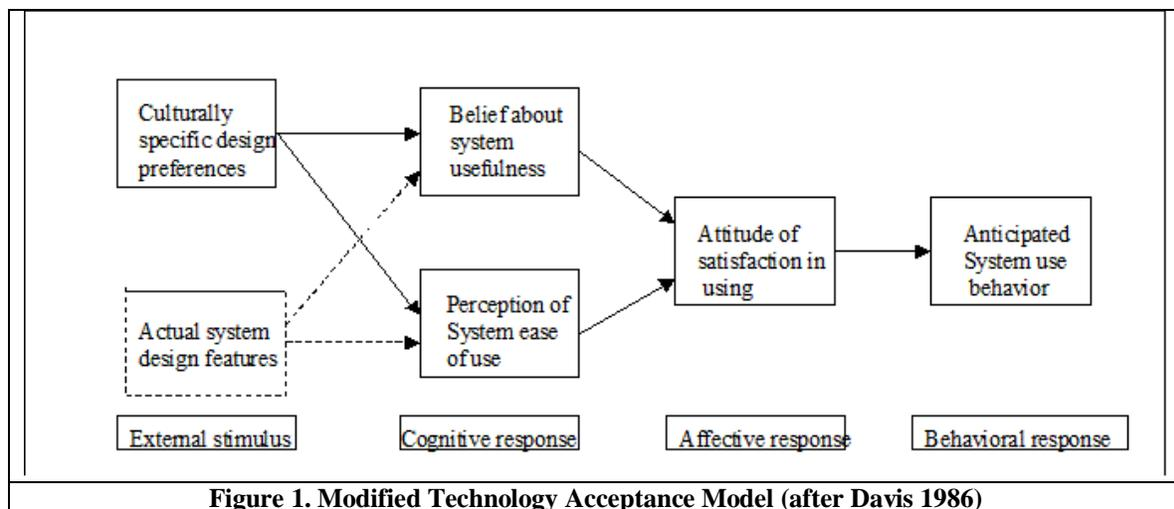 Culturally
specific design
preferences
Belief about
system
usefulness
Actual system
design features
Perception of
System ease
of use
Attitude of
satisfaction in
using
Anticipated
System use
behavior
External stimulus
Cognitive response
Affective response
Behavioral response
Figure 1. Modified Technology Acceptance Model (after Davis 1986)